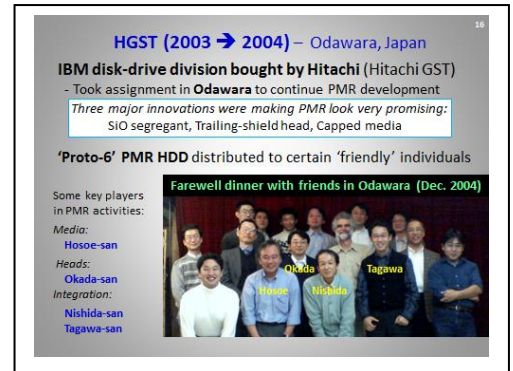 16
HGST (2003 → 2004) – Odawara, Japan
IBM disk-drive division bought by Hitachi (Hitachi GST)
- Took assignment in Odawara to continue PMR development
Three major innovations were making PMR look very promising:
SiO segregant, Trailing-shield head, Capped media
‘Proto-6’ PMR HDD distributed to certain ‘friendly’ individuals
Some key players
in PMR activities:
Media:
Hosoe-san
Heads:
Okada-san
Integration:
Nishida-san
Tagawa-san
Farewell dinner with friends in Odawara (Dec. 2004)
Okada
Tagawa
Hosoe
Nishida